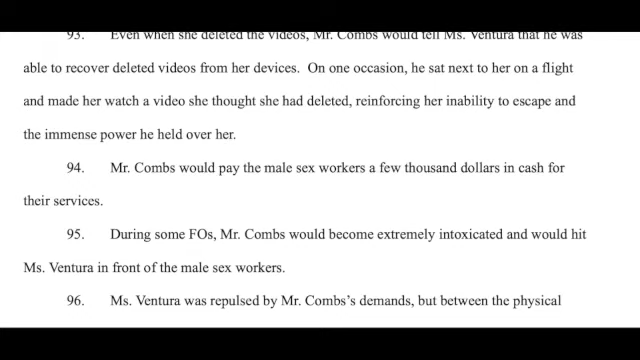 93. Even when she deleted the videos, Mr. Combs would tell Ms. Ventura that he was
able to recover deleted videos from her devices. On one occasion, he sat next to her on a flight
and made her watch a video she thought she had deleted, reinforcing her inability to escape and
the immense power he held over her.
94. Mr. Combs would pay the male sex workers a few thousand dollars in cash for
their services.
95. During some FOs, Mr. Combs would become extremely intoxicated and would hit
Ms. Ventura in front of the male sex workers.
96. Ms. Ventura was repulsed by Mr. Combs’s demands, but between the physical